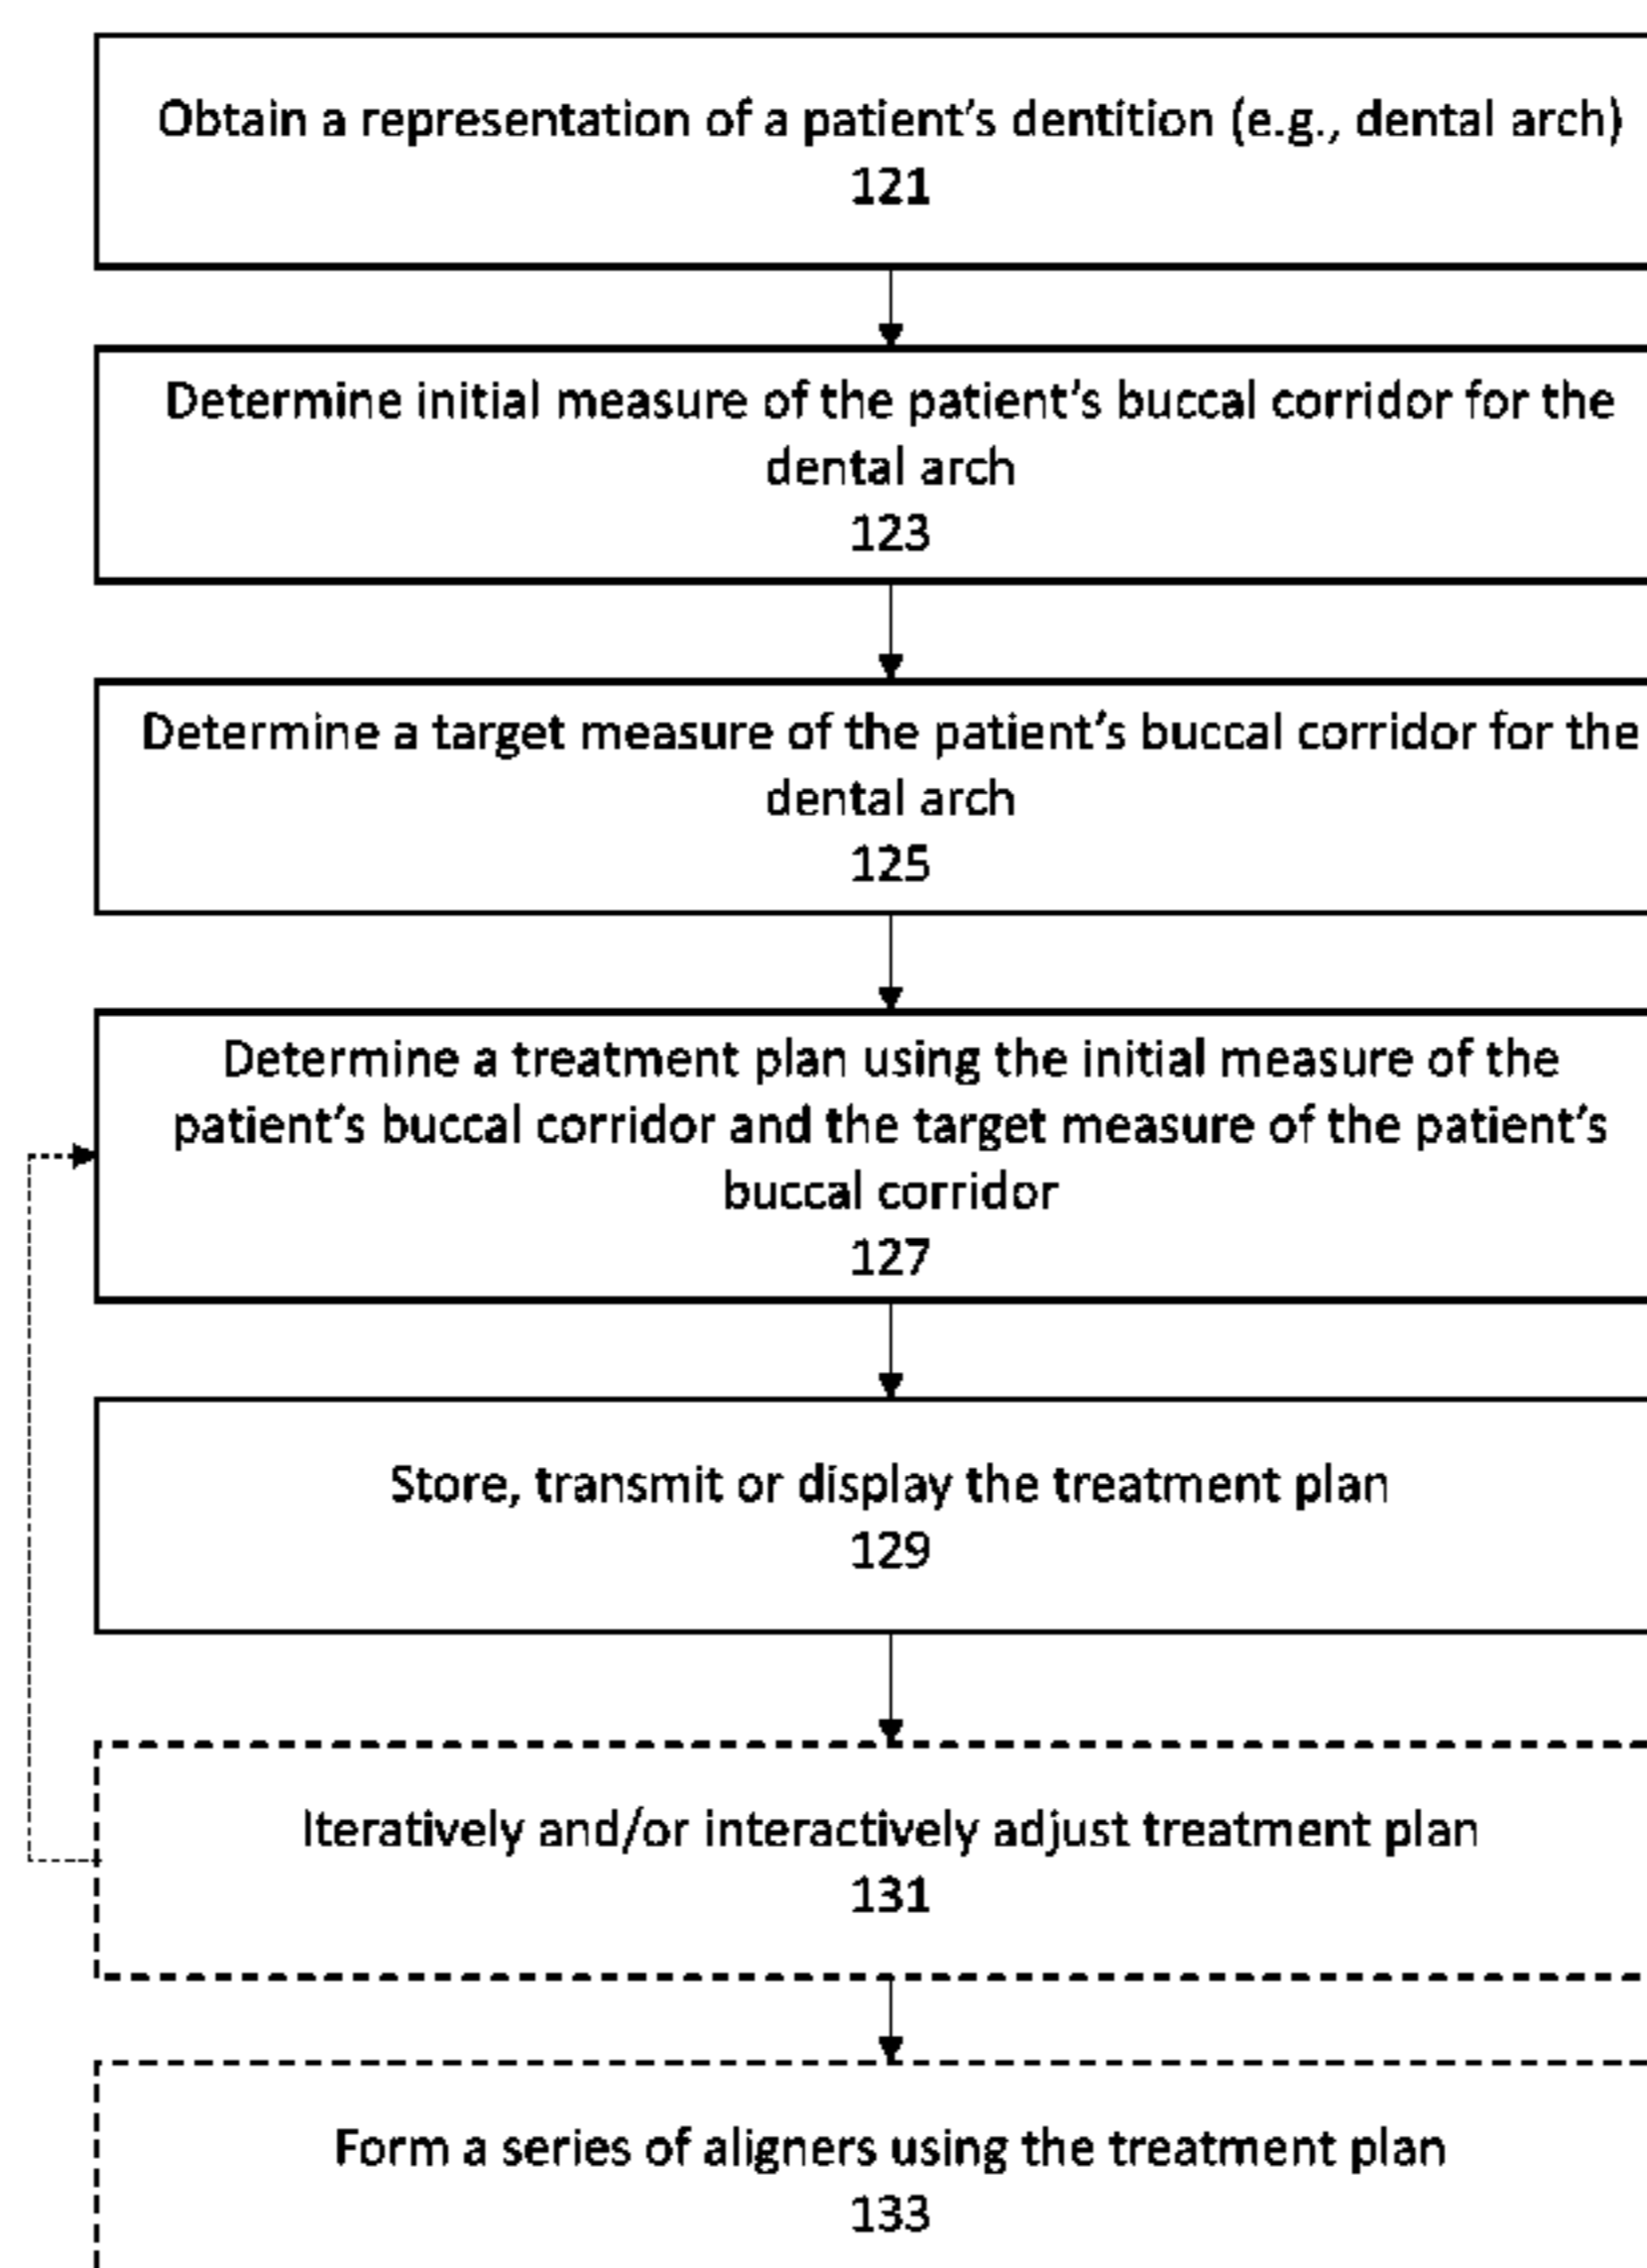 Obtain a representation of a patient's dentition (e.g., dental arch)
121
Determine initial measure of the patient's buccal corridor for the
dental arch
123
Determine a target measure of the patient's buccal corridor for the
dental arch
125
Determine a treatment plan using the initial measure of the
patient's buccal corridor and the target measure of the patient's
buccal corridor
127
Store, transmit or display the treatment plan
129
Iteratively and/or interactively adjust treatment plan
131
Form a series of aligners using the treatment plan
133